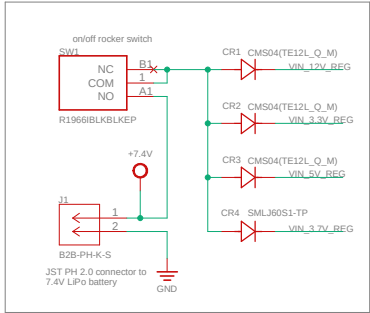 on/off rocker switch
SW1
NC B1
COM 1
NO A1
R1966IBLKBLKEP
CR1 CMS04(TE12L_Q_M)
VIN_12V_REG
CR2 CMS04(TE12L_Q_M)
VIN_3.3V_REG
CR3 CMS04(TE12L_Q_M)
VIN_5V_REG
CR4 SMLJ60S1-TP
VIN_3.7V_REG
+7.4V
J1
1
2
B2B-PH-K-S
JST PH 2.0 connector to
7.4V LiPo battery
GND